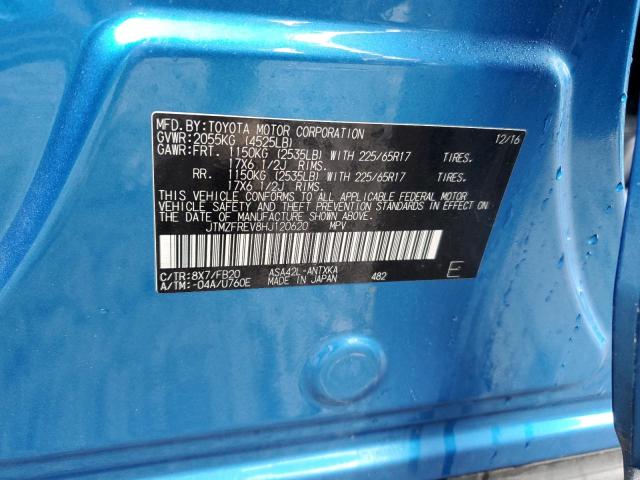 MFD.BY:TOYOTA MOTOR CORPORATION 12/16
GVWR:2055KG (4525LB)
GAWR:FRT. 1150KG (2535LB) WITH 225/65R17 TIRES.
17X6 1/2J RIMS.
RR. 1150KG (2535LB) WITH 225/65R17 TIRES.
17X6 1/2J RIMS.
THIS VEHICLE CONFORMS TO ALL APPLICABLE FEDERAL MOTOR
VEHICLE SAFETY AND THEFT PREVENTION STANDARDS IN EFFECT
ON THE DATE OF MANUFACTURE SHOWN ABOVE.
JTMZFREV8HJ120620 MPV
C/TR:8X7/FB20 ASA42L-ANTXKA
A/TM:-04A/U760E MADE IN JAPAN 482 E